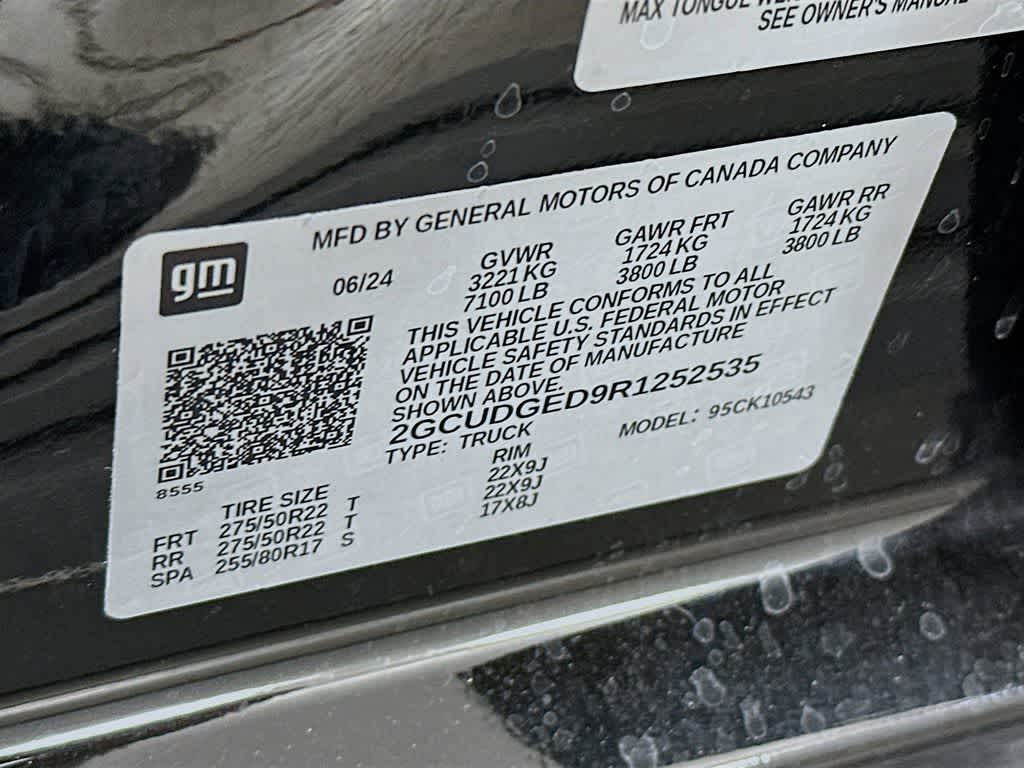 MAX TONGUE
SEE OWNER'S MANUAL
gm
MFD BY GENERAL MOTORS OF CANADA COMPANY
06/24 GVWR GAWR FRT GAWR RR
3221 KG 1724 KG 1724 KG
7100 LB 3800 LB 3800 LB
THIS VEHICLE CONFORMS TO ALL
APPLICABLE U.S. FEDERAL MOTOR
VEHICLE SAFETY STANDARDS IN EFFECT
ON THE DATE OF MANUFACTURE
SHOWN ABOVE.
2GCUDGED9R1252535
TYPE: TRUCK MODEL: 95CK10543
8555
TIRE SIZE RIM
FRT 275/50R22 T 22X9J
RR 275/50R22 T 22X9J
SPA 255/80R17 S 17X8J